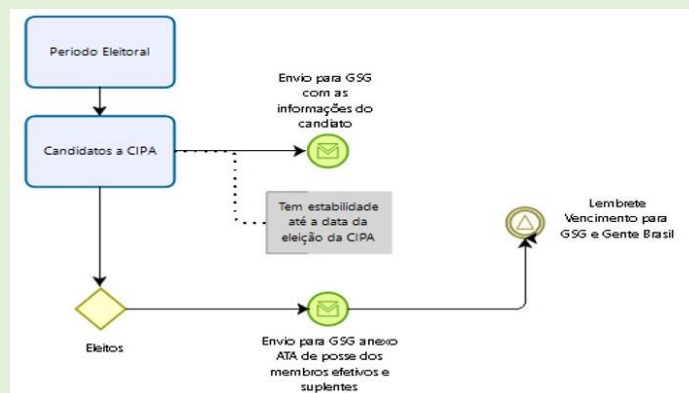 Periodo Eleitoral
Envio para GSG
com as
informações do
candiato
Candidatos a CIPA
Tem estabilidade
até a data da
eleição da CIPA
Lembrete
Vencimento para
GSG e Gente Brasil
Eleitos
Envio para GSG anexo
ATA de posse dos
membros efetivos e
suplentes